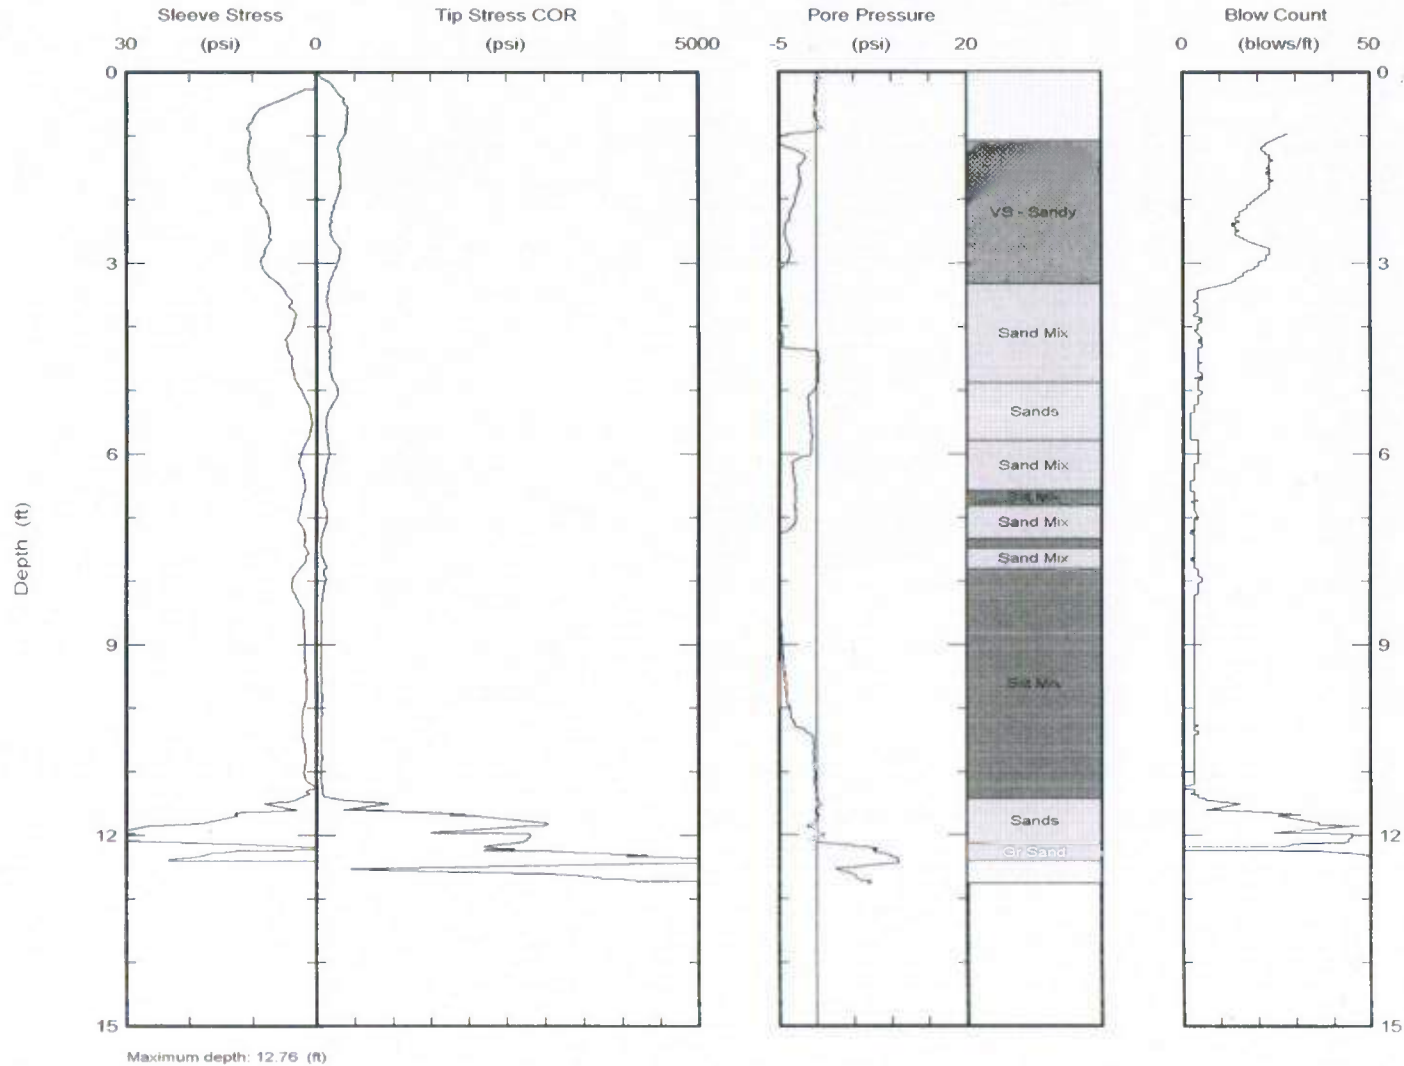 Sleeve Stress Tip Stress COR Pore Pressure Blow Count
30 (psi) 0 (psi) 5000 -5 (psi) 20 0 (blows/ft) 50
0 0
VS - Sandy
3 3
Sand Mix
Sands
6 6
Sand Mix
Silt Mix
Sand Mix
Sand Mix
Depth (ft)
9 9
Silt Mix
Sands
12 12
Gr Sand
15 15
Maximum depth: 12.76 (ft)